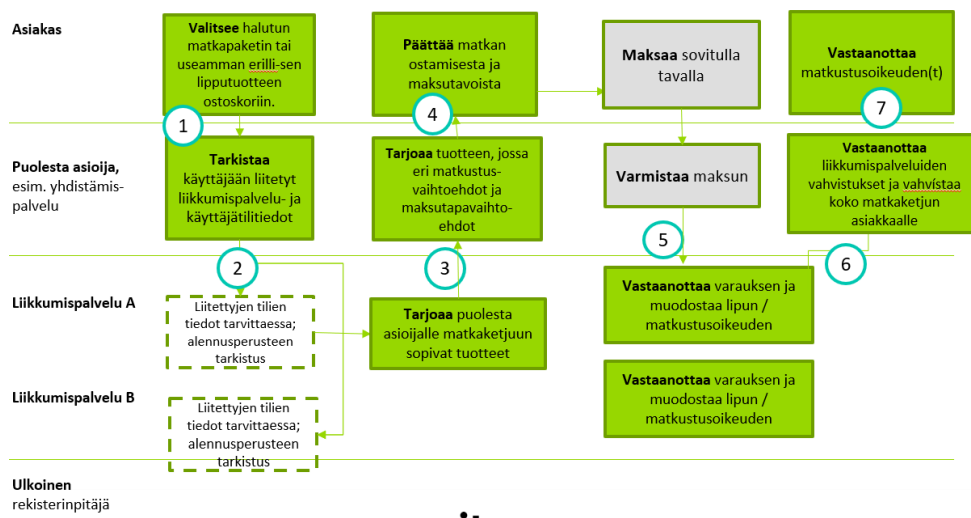 Asiakas
Valitsee halutun
matkapaketin tai
useamman erilli-sen
lipputuotteen
ostoskoriin.
Päättää matkan
ostamisesta ja
maksutavoista
Maksaa sovitulla
tavalla
Vastaanottaa
matkustusoikeuden(t)
1
4
7
Puolesta asioija,
esim. yhdistämis-
palvelu
Tarkistaa
käyttäjään liitetyt
liikkumispalvelu- ja
käyttäjätilitiedot
Tarjoaa tuotteen, jossa
eri matkustus-
vaihtoehdot ja
maksutapavaihto-
ehdot
Varmistaa maksun
Vastaanottaa
liikkumispalveluiden
vahvistukset ja vahvistaa
koko matkaketjun
asiakkaalle
2
3
5
6
Liikkumispalvelu A
Liitettyjen tilien
tiedot tarvittaessa;
alennusperusteen
tarkistus
Tarjoaa puolesta
asioijalle matkaketjuun
sopivat tuotteet
Vastaanottaa varauksen ja
muodostaa lipun /
matkustusoikeuden
Liikkumispalvelu B
Liitettyjen tilien
tiedot tarvittaessa;
alennusperusteen
tarkistus
Vastaanottaa varauksen ja
muodostaa lipun /
matkustusoikeuden
Ulkoinen
rekisterinpitäjä